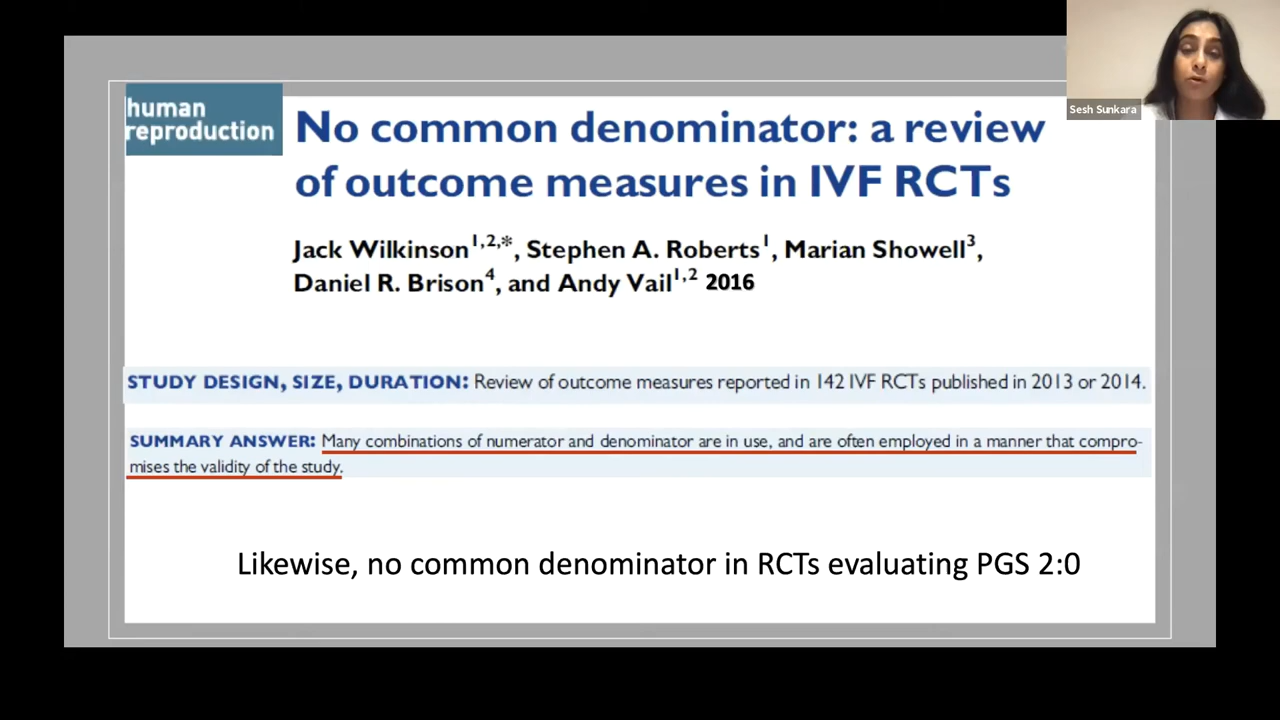 Sesh Sunkara
human
reproduction
No common denominator: a review
of outcome measures in IVF RCTs
Jack Wilkinson1,2,*, Stephen A. Roberts1, Marian Showell3,
Daniel R. Brison4, and Andy Vail1,2 2016
STUDY DESIGN, SIZE, DURATION: Review of outcome measures reported in 142 IVF RCTs published in 2013 or 2014.
SUMMARY ANSWER: Many combinations of numerator and denominator are in use, and are often employed in a manner that compro-
mises the validity of the study.
Likewise, no common denominator in RCTs evaluating PGS 2:0